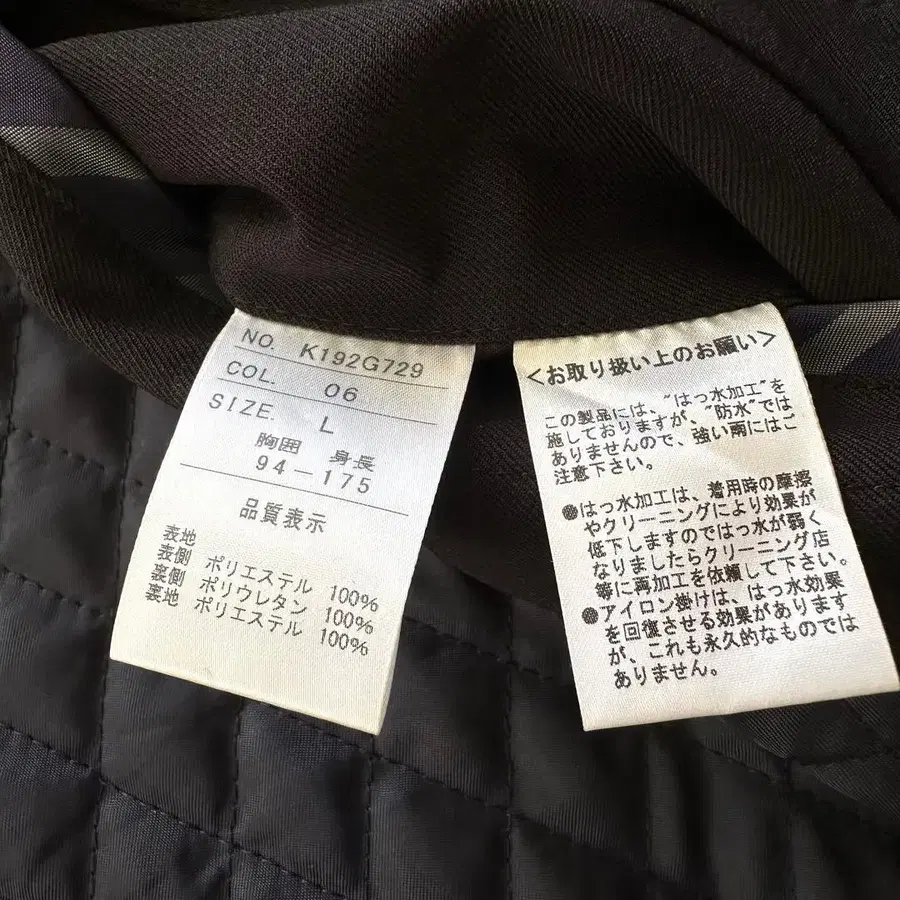 NO. K192G729
COL. 06
SIZE. L
胸囲 身長
94-175
品質表示
表地
表側 ポリエステル 100%
裏側 ポリウレタン 100%
裏地 ポリエステル 100%
<お取り扱い上のお願い>
この製品には、"はっ水加工"を
施しておりますが、"防水"では
ありませんので、強い雨にはご
注意下さい。
●はっ水加工は、着用時の摩擦
やクリーニングにより効果が
低下しますのではっ水が弱く
なりましたらクリーニング店
等に再加工を依頼して下さい。
●アイロン掛けは、はっ水効果
を回復させる効果があります
が、これも永久的なものでは
ありません。